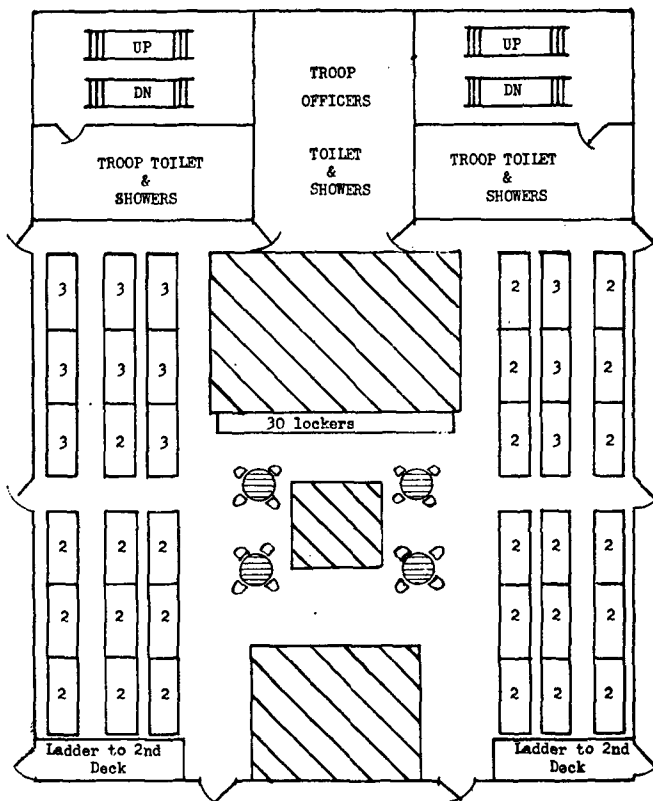 UP
DN
TROOP
OFFICERS
TOILET
&
SHOWERS
UP
DN
TROOP TOILET
&
SHOWERS
TROOP TOILET
&
SHOWERS
3 3 3
3 3 3
3 2 3
2 3 2
2 3 2
2 3 2
30 lockers
2 2 2
2 2 2
2 2 2
2 2 2
2 2 2
2 2 2
Ladder to 2nd
Deck
Ladder to 2nd
Deck